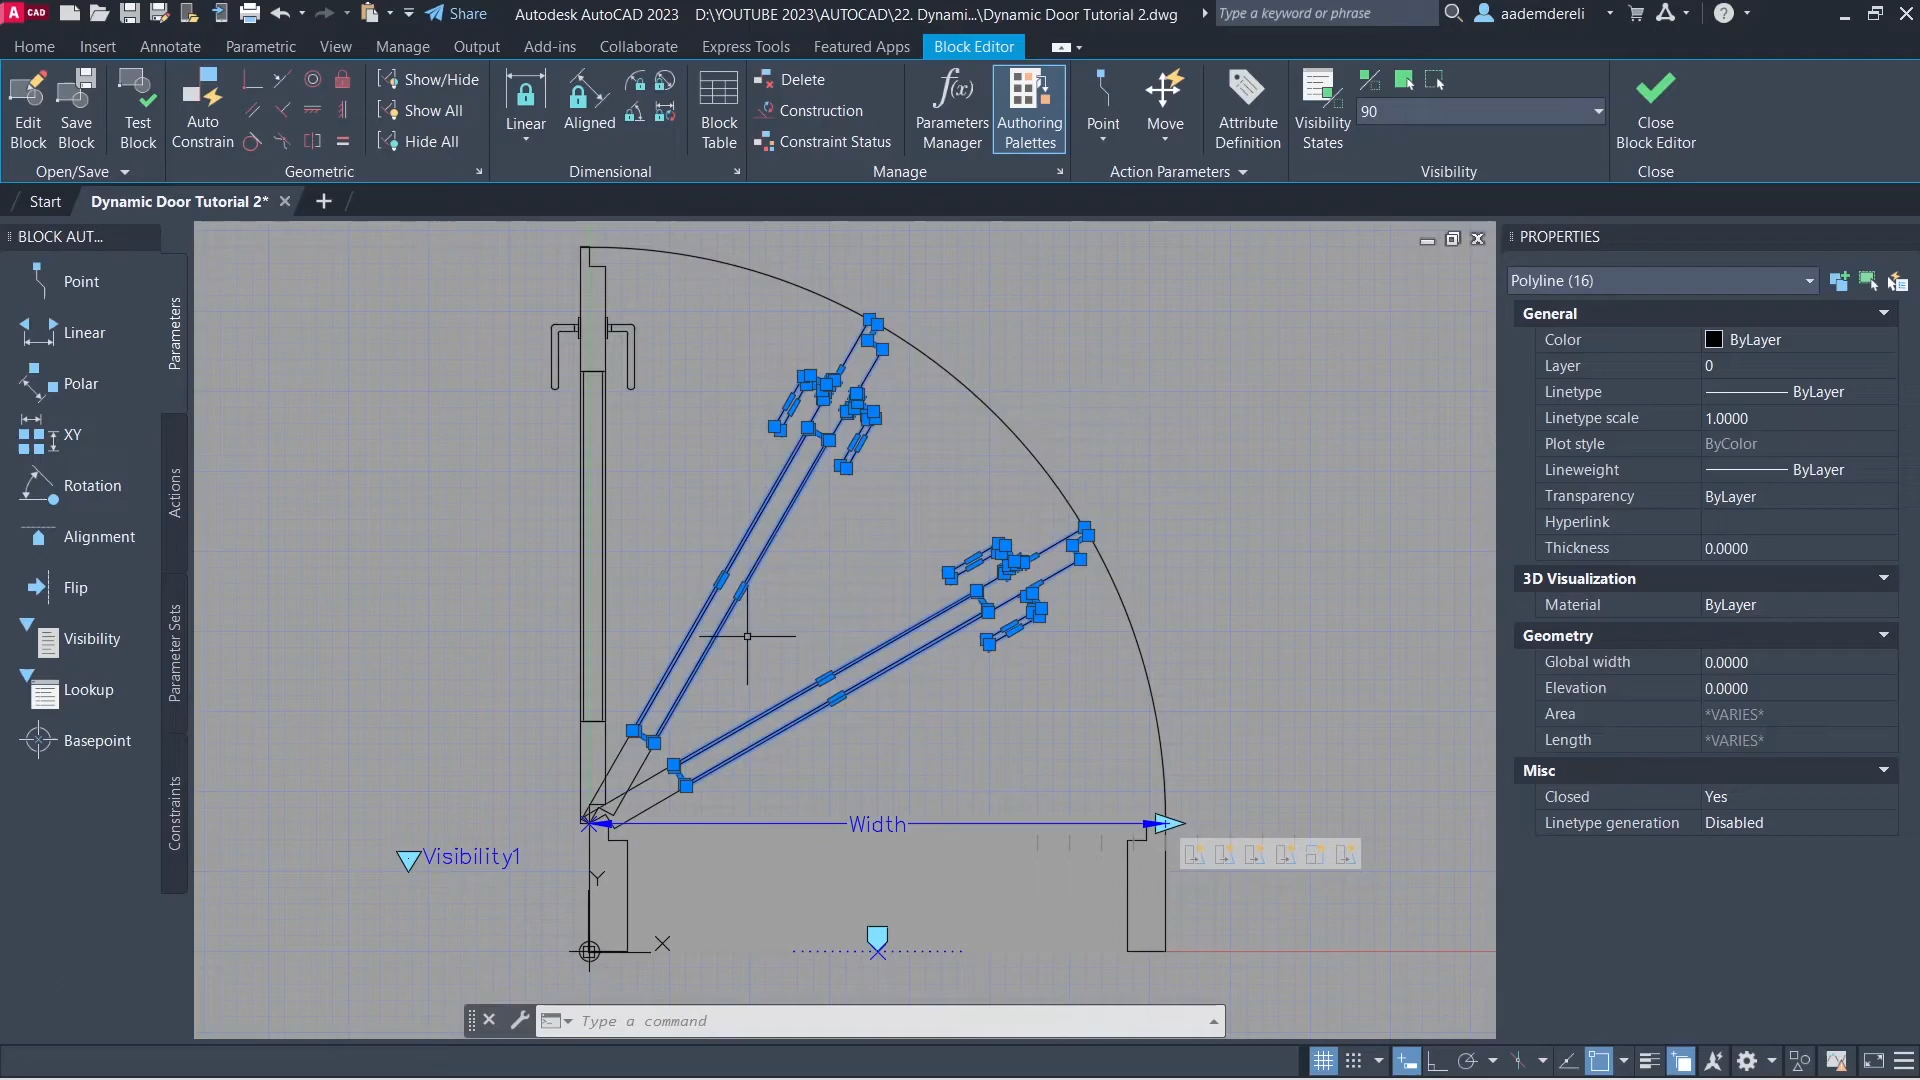 A CAD
Share
Autodesk AutoCAD 2023 D:\YOUTUBE 2023\AUTOCAD\22. Dynami...\Dynamic Door Tutorial 2.dwg
Type a keyword or phrase
aademdereli
Home Insert Annotate Parametric View Manage Output Add-ins Collaborate Express Tools Featured Apps Block Editor
Edit Block
Save Block
Test Block
Open/Save
Auto Constrain
Show/Hide
Show All
Hide All
Geometric
Linear
Aligned
Dimensional
Block Table
Delete
Construction
Constraint Status
Parameters Manager
Authoring Palettes
Manage
Point
Move
Action Parameters
Attribute Definition
Visibility States
90
Visibility
Close Block Editor
Close
Start
Dynamic Door Tutorial 2*
BLOCK AUT...
Point
Linear
Polar
XY
Rotation
Alignment
Flip
Visibility
Lookup
Basepoint
Parameters
Actions
Parameter Sets
Constraints
Width
Visibility1
Y
X
Type a command
PROPERTIES
Polyline (16)
General
Color ByLayer
Layer 0
Linetype ByLayer
Linetype scale 1.0000
Plot style ByColor
Lineweight ByLayer
Transparency ByLayer
Hyperlink
Thickness 0.0000
3D Visualization
Material ByLayer
Geometry
Global width 0.0000
Elevation 0.0000
Area *VARIES*
Length *VARIES*
Misc
Closed Yes
Linetype generation Disabled